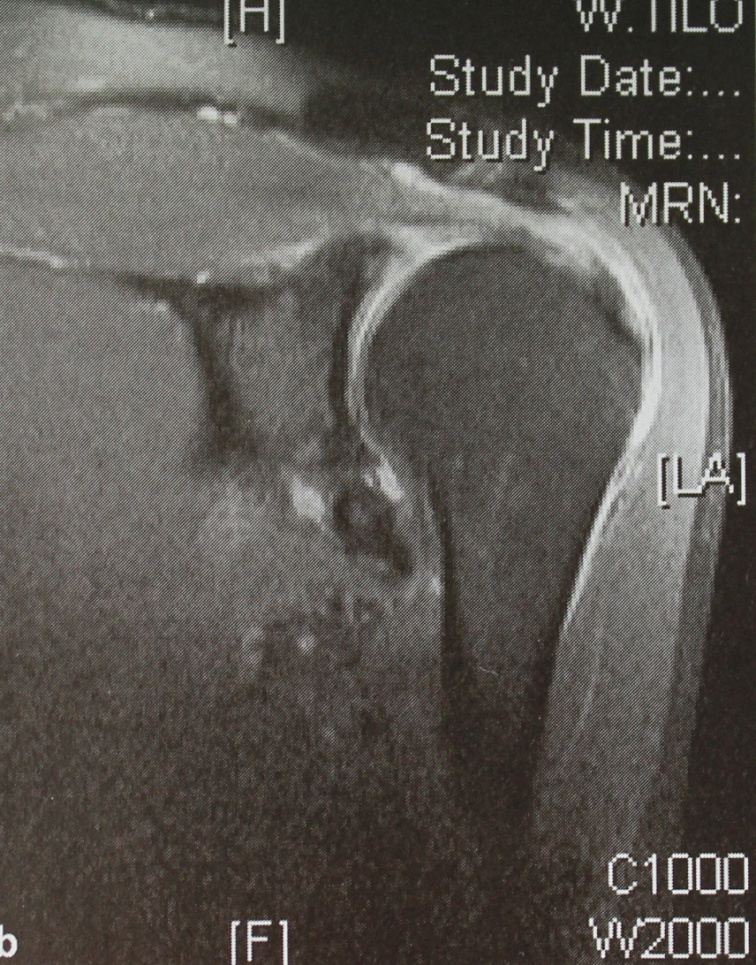 [H]
Study Date:....
Study Time:....
MRN:
[LA]
C1000
W2000
b
[F]